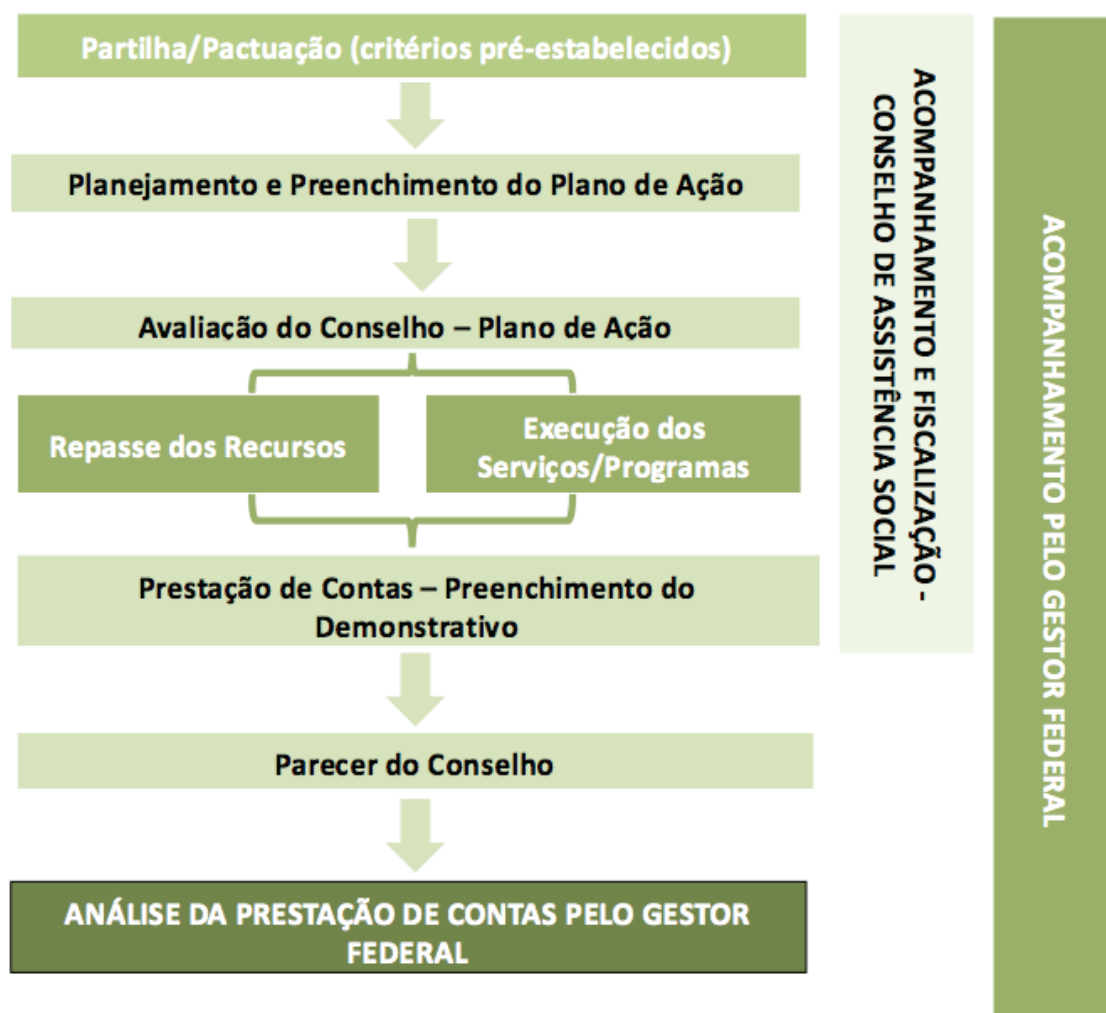 Partilha/Pactuação (critérios pré-estabelecidos)
Planejamento e Preenchimento do Plano de Ação
Avaliação do Conselho – Plano de Ação
Repasse dos Recursos
Execução dos
Serviços/Programas
Prestação de Contas – Preenchimento do
Demonstrativo
Parecer do Conselho
ANÁLISE DA PRESTAÇÃO DE CONTAS PELO GESTOR
FEDERAL
ACOMPANHAMENTO E FISCALIZAÇÃO -
CONSELHO DE ASSISTÊNCIA SOCIAL
ACOMPANHAMENTO PELO GESTOR FEDERAL